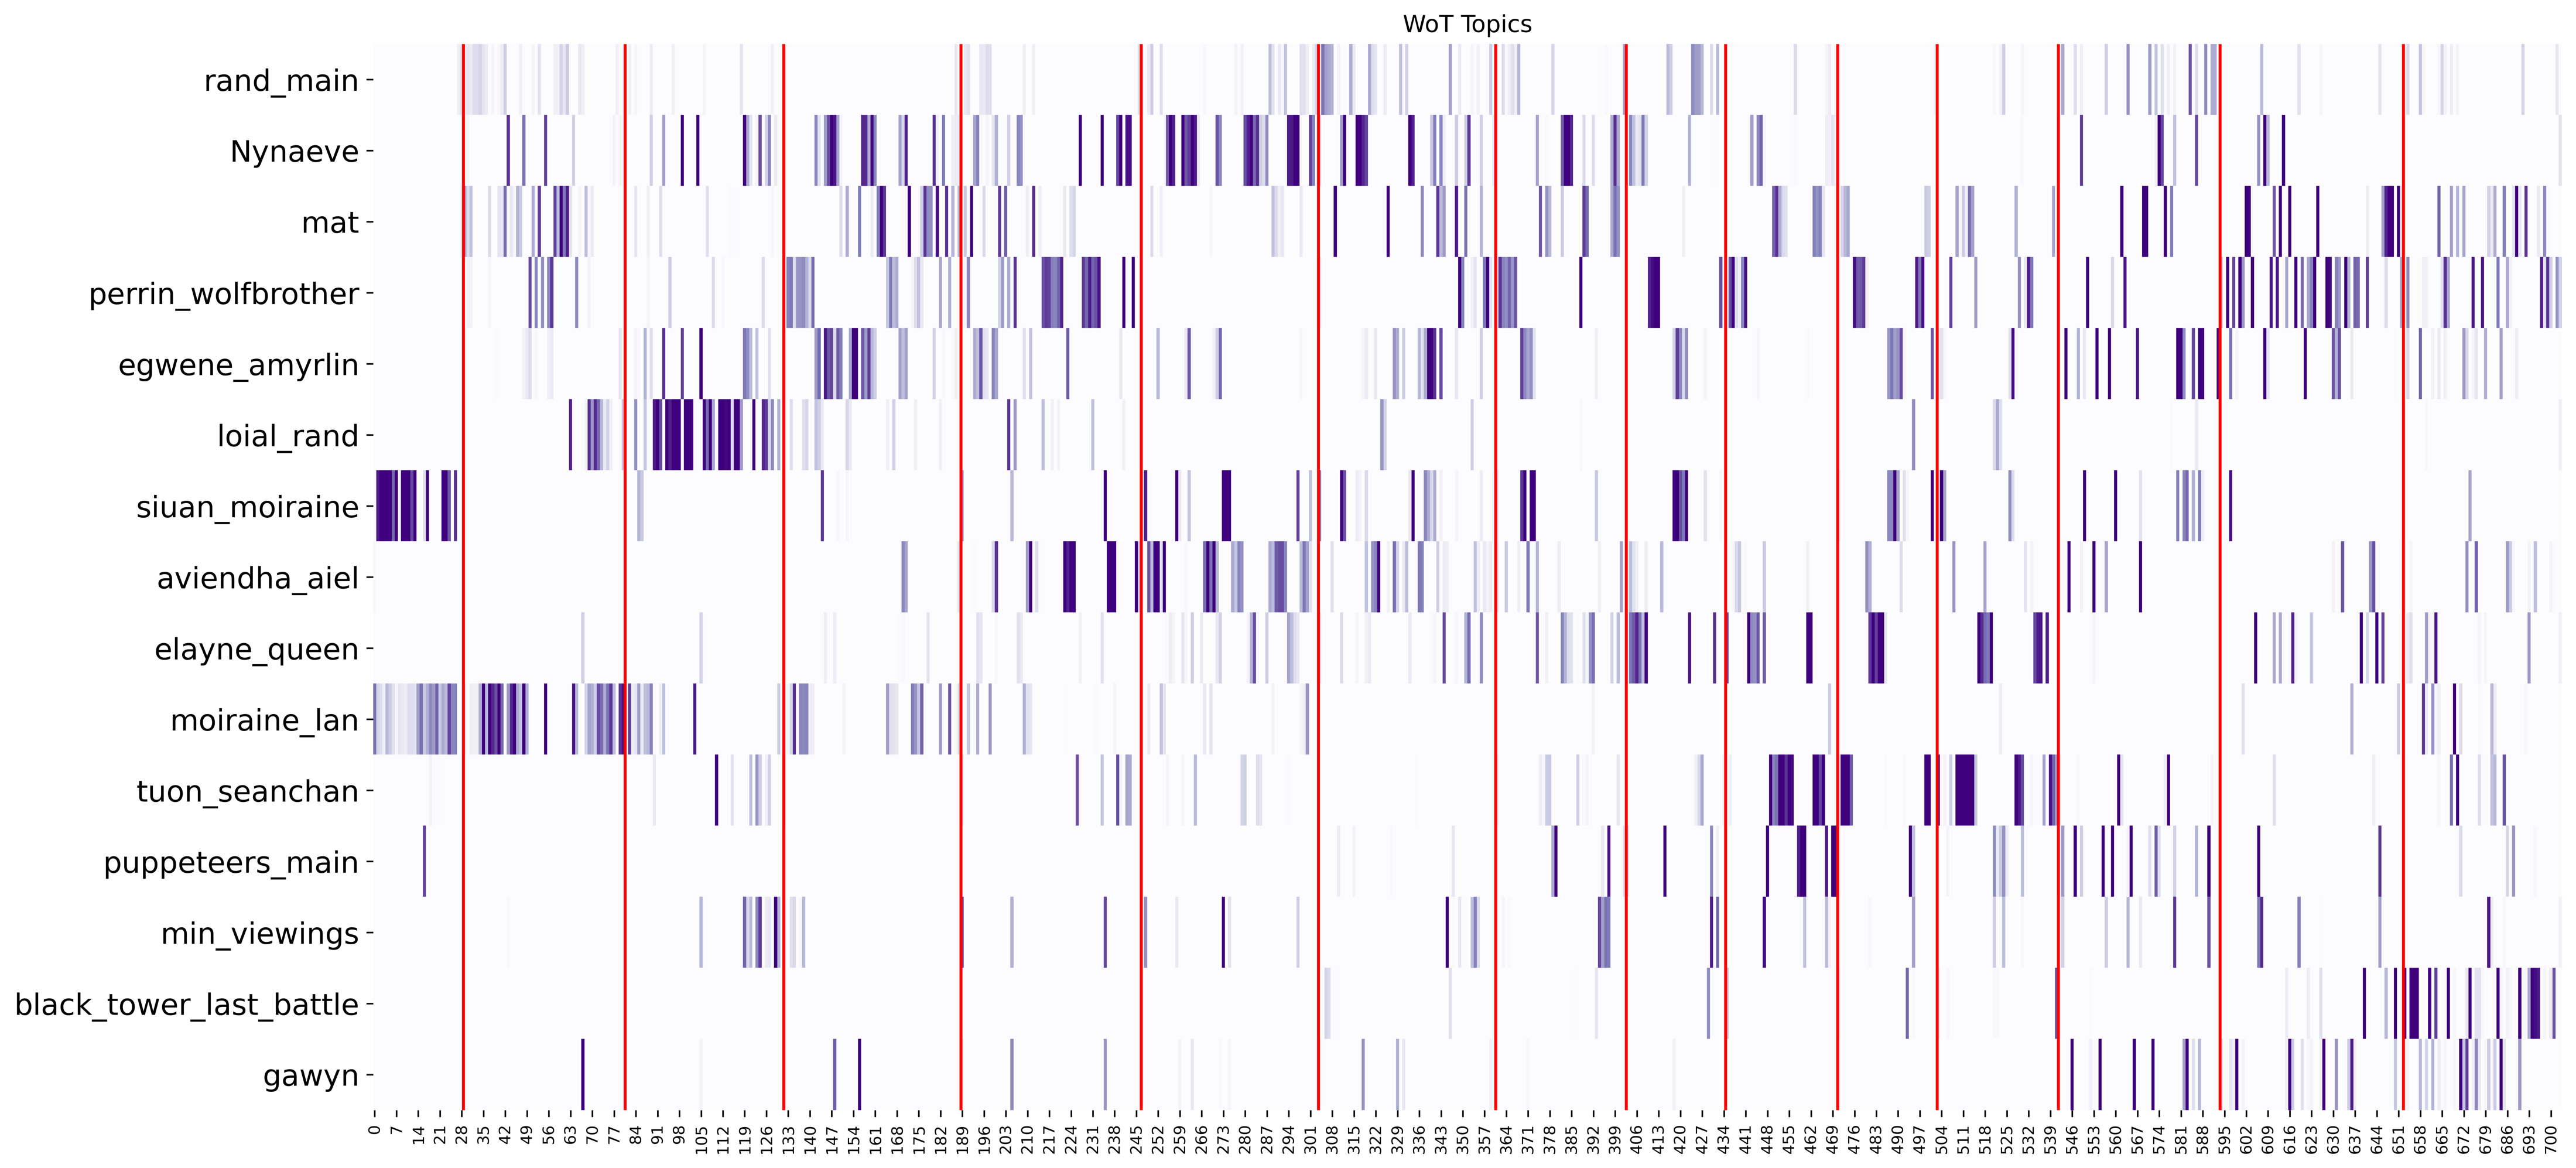 WoT Topics
rand_main
Nynaeve
mat
perrin_wolfbrother
egwene_amyrlin
loial_rand
siuan_moiraine
aviendha_aiel
elayne_queen
moiraine_lan
tuon_seanchan
puppeteers_main
min_viewings
black_tower_last_battle
gawyn
0 7 14 21 28 35 42 49 56 63 70 77 84 91 98 105 112 119 126 133 140 147 154 161 168 175 182 189 196 203 210 217 224 231 238 245 252 259 266 273 280 287 294 301 308 315 322 329 336 343 350 357 364 371 378 385 392 399 406 413 420 427 434 441 448 455 462 469 476 483 490 497 504 511 518 525 532 539 546 553 560 567 574 581 588 595 602 609 616 623 630 637 644 651 658 665 672 679 686 693 700